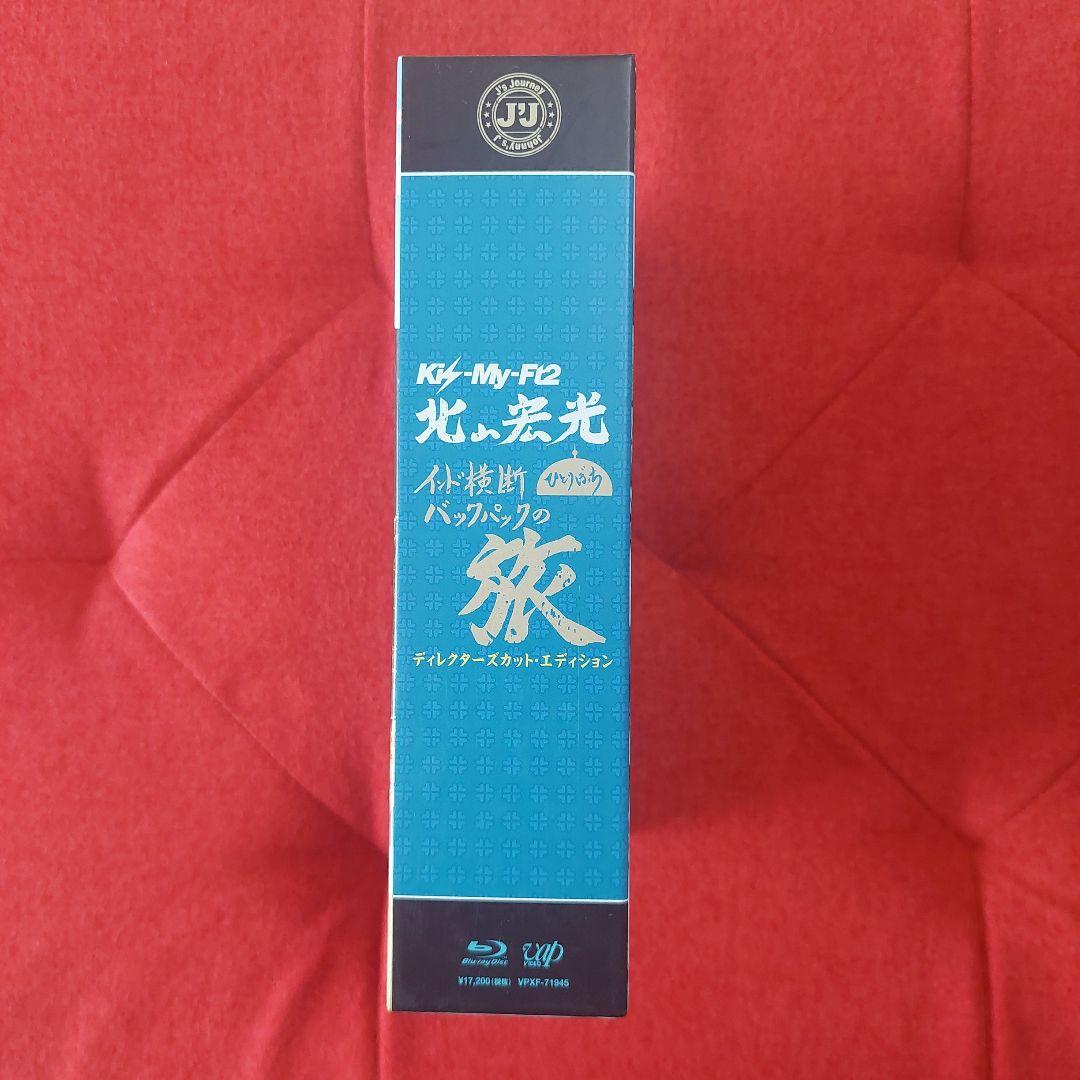 J's Journey
J'J
Johnny's J
Kis-My-Ft2
北山宏光
インド横断 ひとりぼっち
バックパックの
旅
ディレクターズカット・エディション
Blu-ray Disc vap VIDEO
¥17,200(税抜) VPXF-71945